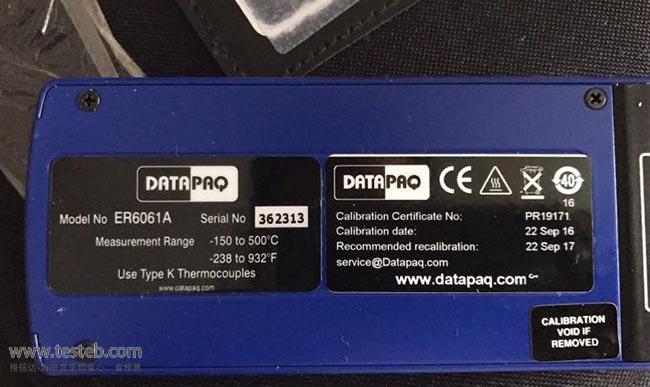 DATAPAQ
Model No ER6061A Serial No 362313
Measurement Range -150 to 500°C
-238 to 932°F
Use Type K Thermocouples
www.datapaq.com
DATAPAQ CE 40
16
Calibration Certificate No: PR19171
Calibration date: 22 Sep 16
Recommended recalibration: 22 Sep 17
service@Datapaq.com
www.datapaq.com
CALIBRATION
VOID IF
REMOVED
www.testeb.com